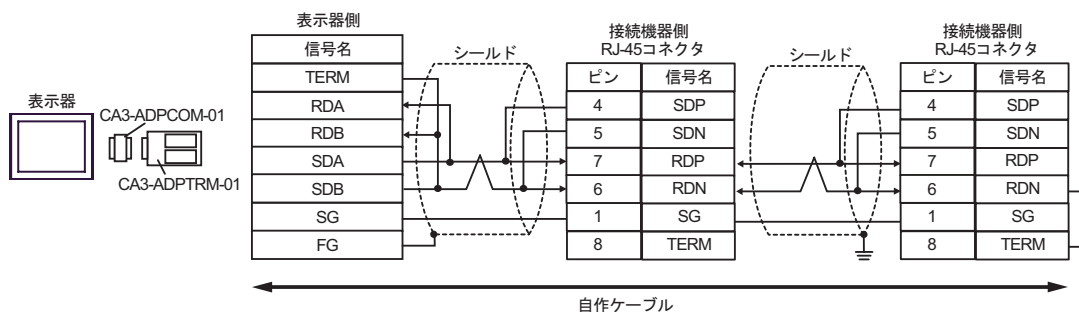 表示器
CA3-ADPCOM-01
CA3-ADPTRM-01
表示器側
信号名
TERM
RDA
RDB
SDA
SDB
SG
FG
シールド
接続機器側
RJ-45コネクタ
ピン 信号名
4 SDP
5 SDN
7 RDP
6 RDN
1 SG
8 TERM
シールド
接続機器側
RJ-45コネクタ
ピン 信号名
4 SDP
5 SDN
7 RDP
6 RDN
1 SG
8 TERM
自作ケーブル